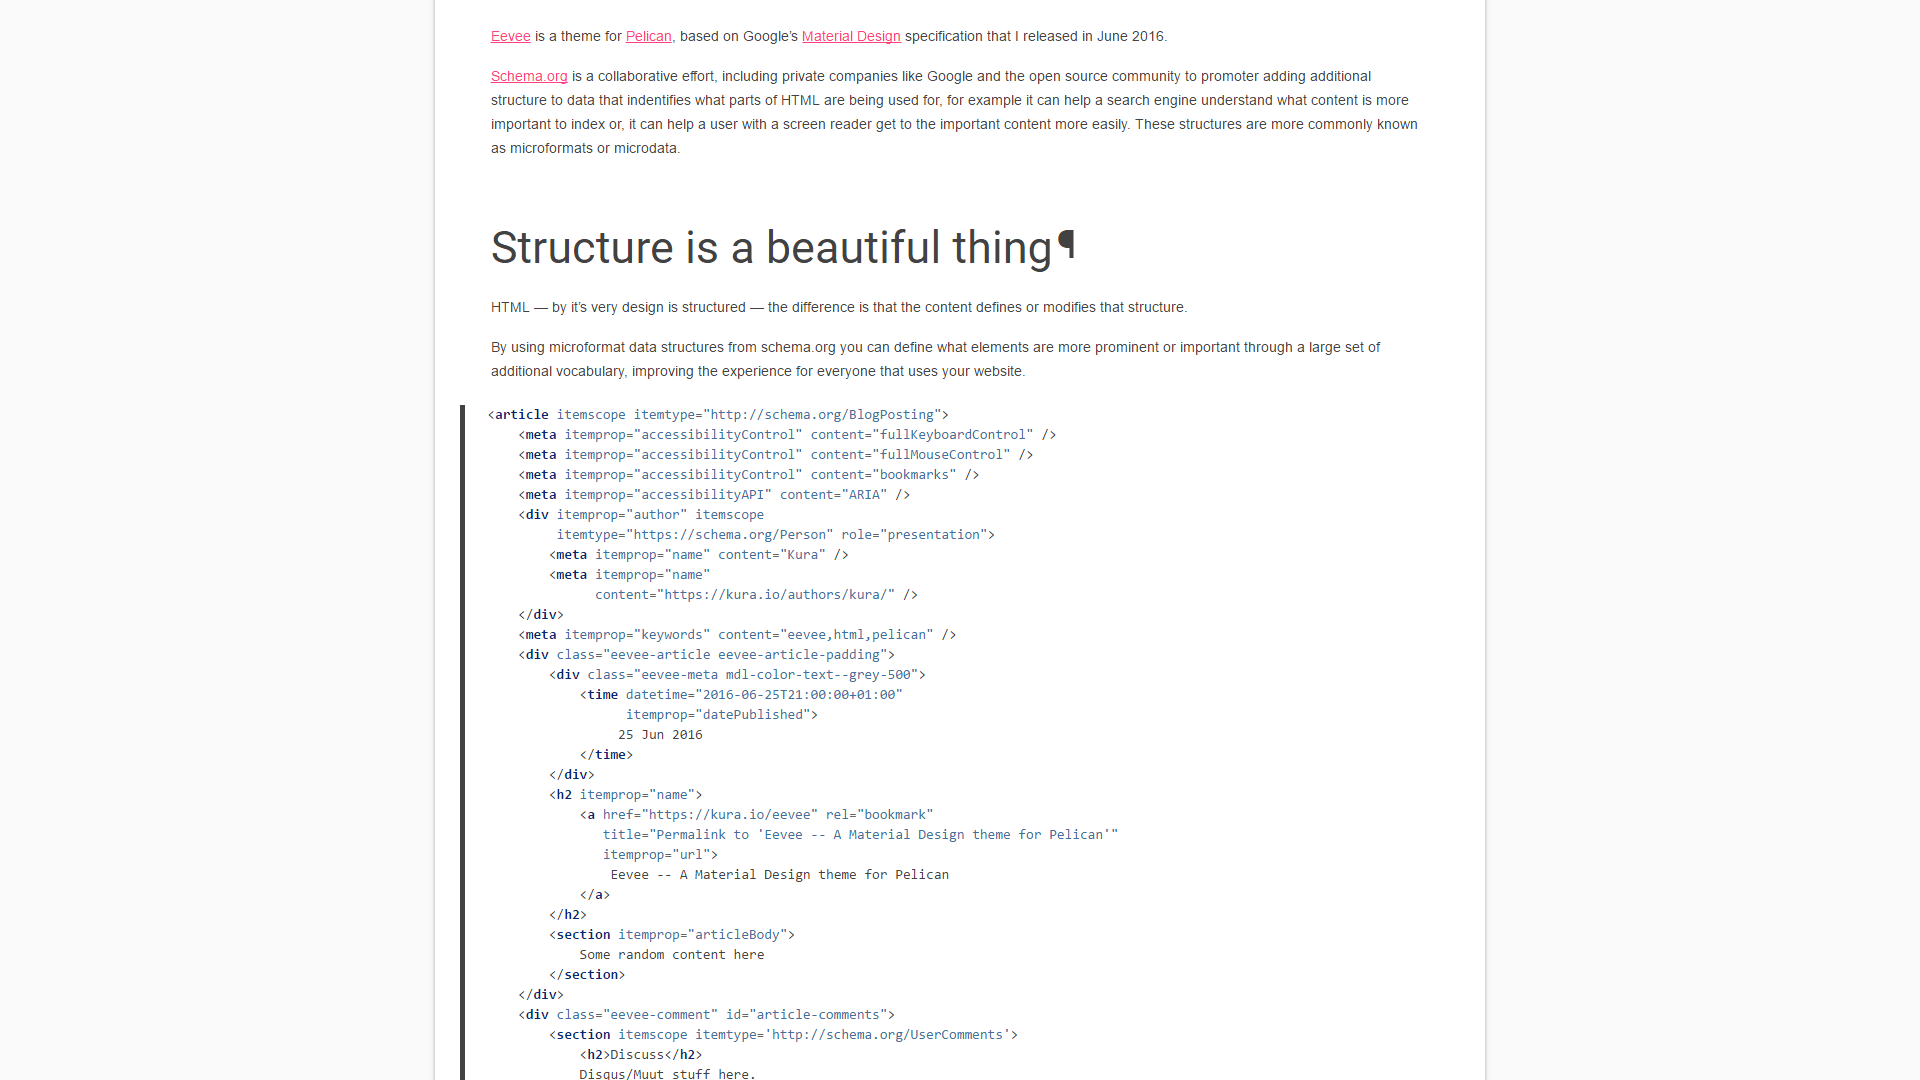 Eevee is a theme for Pelican, based on Google’s Material Design specification that I released in June 2016.
Schema.org is a collaborative effort, including private companies like Google and the open source community to promoter adding additional
structure to data that indentifies what parts of HTML are being used for, for example it can help a search engine understand what content is more
important to index or, it can help a user with a screen reader get to the important content more easily. These structures are more commonly known
as microformats or microdata.
Structure is a beautiful thing¶
HTML — by it’s very design is structured — the difference is that the content defines or modifies that structure.
By using microformat data structures from schema.org you can define what elements are more prominent or important through a large set of
additional vocabulary, improving the experience for everyone that uses your website.
<article itemscope itemtype="http://schema.org/BlogPosting">
    <meta itemprop="accessibilityControl" content="fullKeyboardControl" />
    <meta itemprop="accessibilityControl" content="fullMouseControl" />
    <meta itemprop="accessibilityControl" content="bookmarks" />
    <meta itemprop="accessibilityAPI" content="ARIA" />
    <div itemprop="author" itemscope
         itemtype="https://schema.org/Person" role="presentation">
        <meta itemprop="name" content="Kura" />
        <meta itemprop="name"
              content="https://kura.io/authors/kura/" />
    </div>
    <meta itemprop="keywords" content="eevee,html,pelican" />
    <div class="eevee-article eevee-article-padding">
        <div class="eevee-meta mdl-color-text--grey-500">
            <time datetime="2016-06-25T21:00:00+01:00"
                  itemprop="datePublished">
                 25 Jun 2016
            </time>
        </div>
        <h2 itemprop="name">
            <a href="https://kura.io/eevee" rel="bookmark"
               title="Permalink to 'Eevee -- A Material Design theme for Pelican'"
               itemprop="url">
                Eevee -- A Material Design theme for Pelican
            </a>
        </h2>
        <section itemprop="articleBody">
            Some random content here
        </section>
    </div>
    <div class="eevee-comment" id="article-comments">
        <section itemscope itemtype='http://schema.org/UserComments'>
            <h2>Discuss</h2>
            Disqus/Muut stuff here.